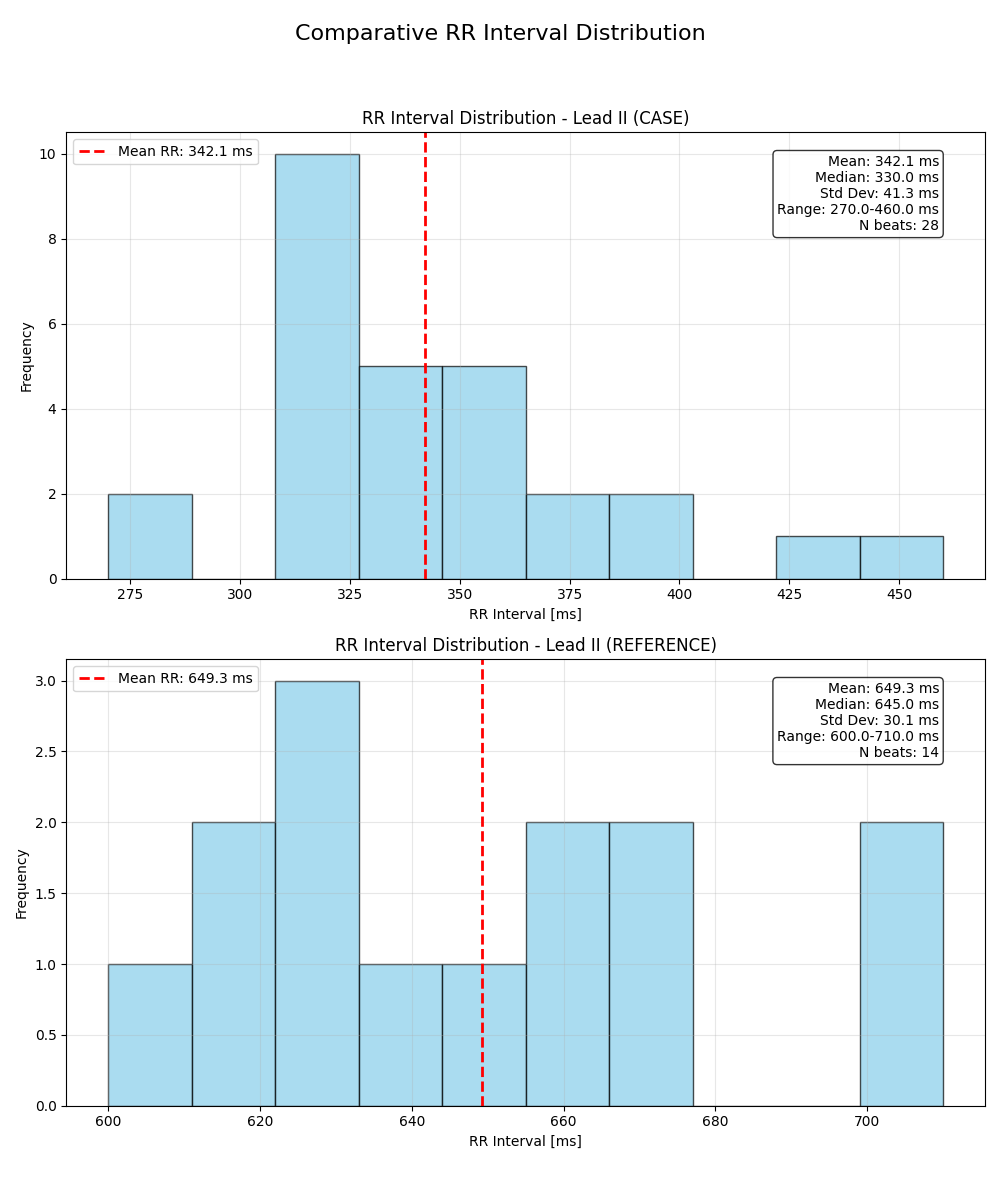 Comparative RR Interval Distribution
RR Interval Distribution - Lead II (CASE)
Mean RR: 342.1 ms
Mean: 342.1 ms
Median: 330.0 ms
Std Dev: 41.3 ms
Range: 270.0-460.0 ms
N beats: 28
Frequency
10
8
6
4
2
0
275 300 325 350 375 400 425 450
RR Interval [ms]
RR Interval Distribution - Lead II (REFERENCE)
Mean RR: 649.3 ms
Mean: 649.3 ms
Median: 645.0 ms
Std Dev: 30.1 ms
Range: 600.0-710.0 ms
N beats: 14
Frequency
3.0
2.5
2.0
1.5
1.0
0.5
0.0
600 620 640 660 680 700
RR Interval [ms]